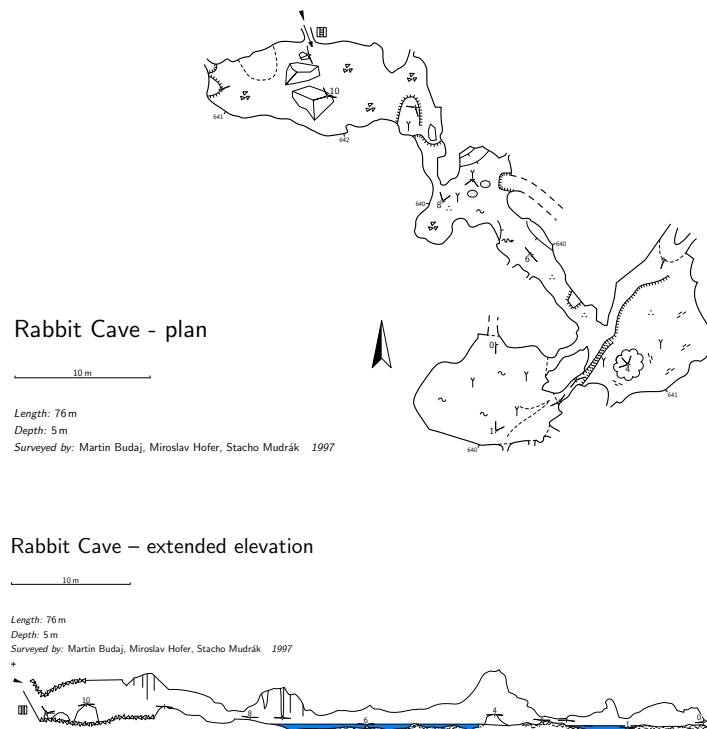 10
641
642
640
8
640
6
Rabbit Cave - plan
0
10 m
4
641
Length: 76 m
Depth: 5 m
1
Surveyed by: Martin Budaj, Miroslav Hofer, Stacho Mudrák 1997
640
Rabbit Cave – extended elevation
10 m
Length: 76 m
Depth: 5 m
Surveyed by: Martin Budaj, Miroslav Hofer, Stacho Mudrák 1997
10
8
6
4
1
0